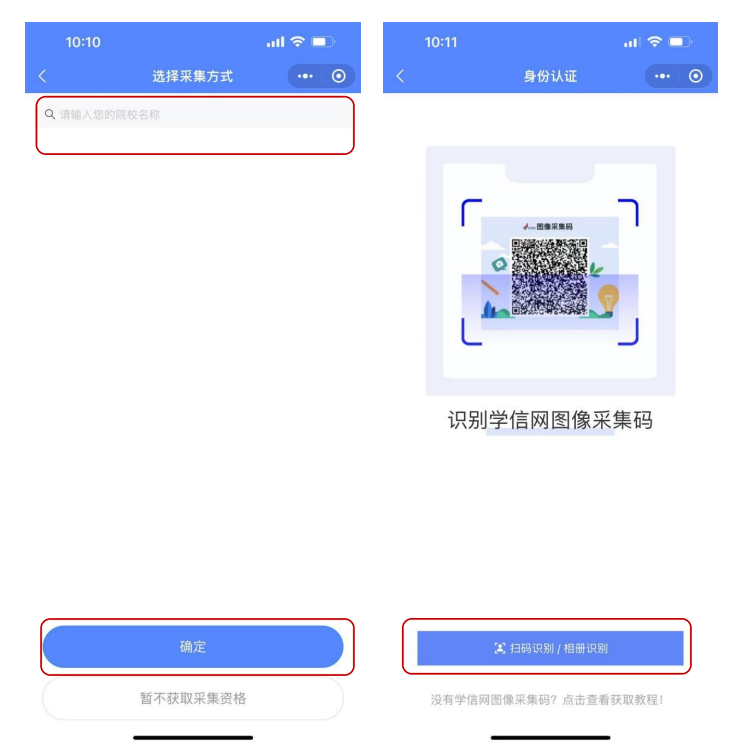 10:10
选择采集方式
请输入您的院校名称
确定
暂不获取采集资格
10:11
身份认证
图像采集码
识别学信网图像采集码
扫码识别 / 相册识别
没有学信网图像采集码？点击查看获取教程！